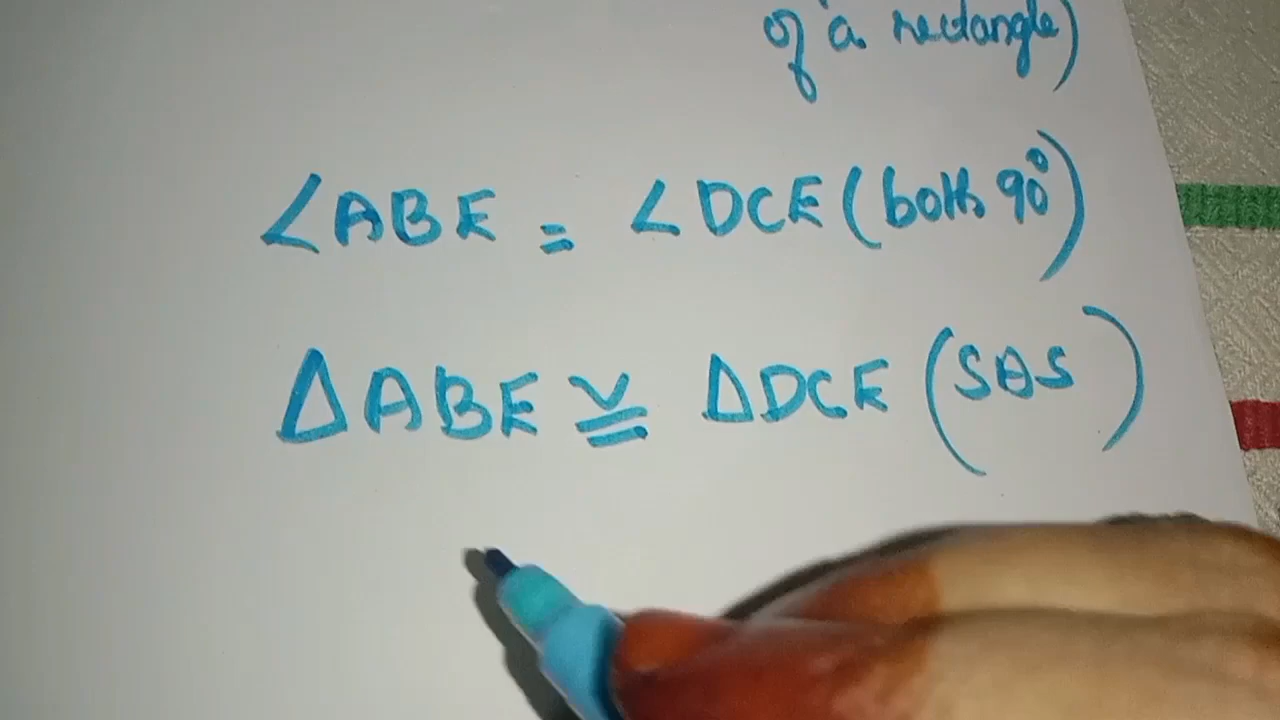 of a rectangle)
∠ABE = ∠DCE (both 90°)
ΔABE ≅ ΔDCE (SAS)